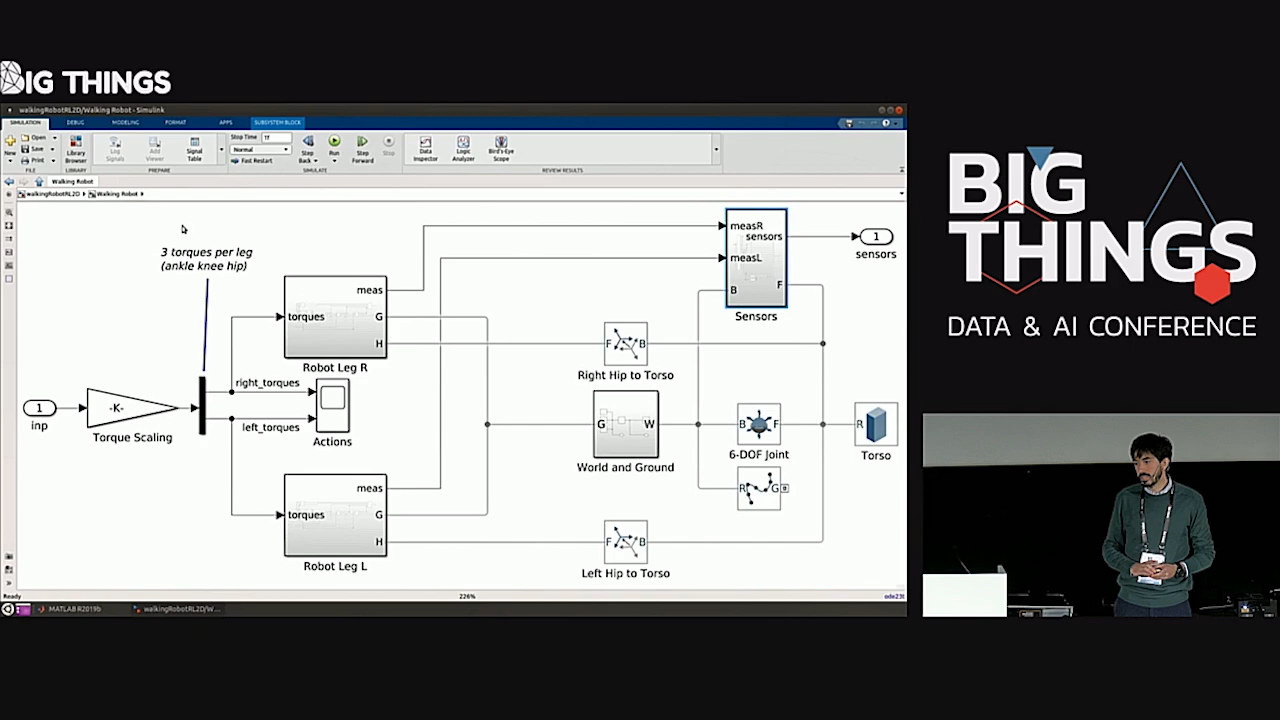 BIG THINGS
walkingRobotRL2D/Walking Robot - Simulink
SIMULATION DEBUG MODELING FORMAT APPS SUBSYSTEM BLOCK
New
Open
Save
Print
FILE
Library
Browser
LIBRARY
Log
Signals
Add
Viewer
Signal
Table
PREPARE
Stop Time
Normal
Fast Restart
Step
Back
Run
Step
Forward
Stop
SIMULATE
Data
Inspector
Logic
Analyzer
Bird's-Eye
Scope
REVIEW RESULTS
Walking Robot
walkingRobotRL2D Walking Robot
3 torques per leg
(ankle knee hip)
1
inp
-K-
Torque Scaling
right_torques
left_torques
Actions
torques
meas
G
H
Robot Leg R
torques
meas
G
H
Robot Leg L
measR
sensors
measL
B
F
Sensors
1
sensors
F B
Right Hip to Torso
G W
World and Ground
B F
6-DOF Joint
R G B
R
Torso
F B
Left Hip to Torso
Ready
226%
ode23t
MATLAB R2019b
walkingRobotRL2D/W...
BIG
THINGS
DATA & AI CONFERENCE